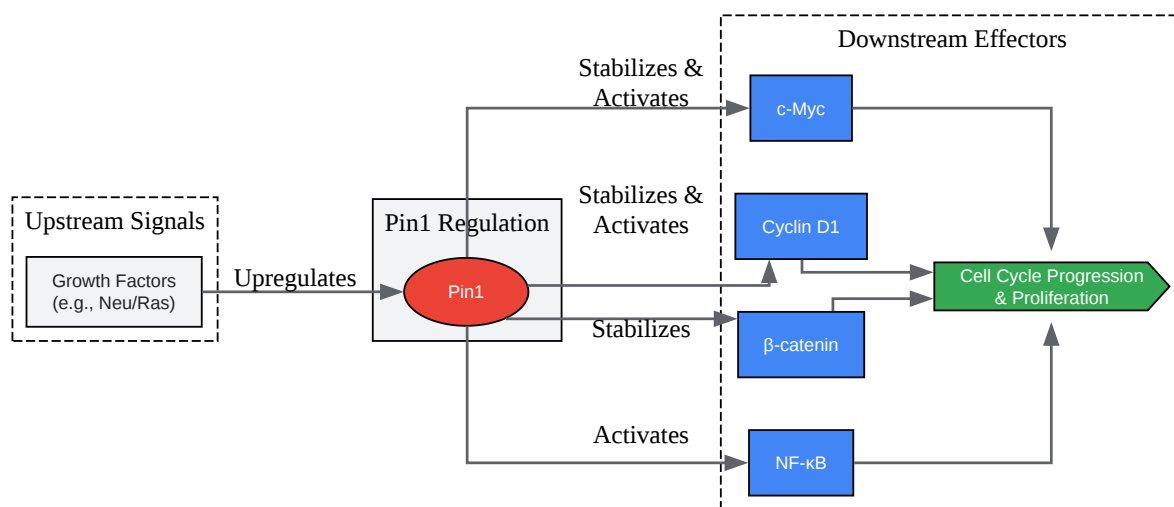 Downstream Effectors
Stabilizes &
Activates
c-Myc
Stabilizes &
Activates
Upstream Signals
Pin1 Regulation
Cyclin D1
Growth Factors
(e.g., Neu/Ras)
Upregulates
Pin1
Cell Cycle Progression
& Proliferation
Stabilizes
β-catenin
Activates
NF-κB